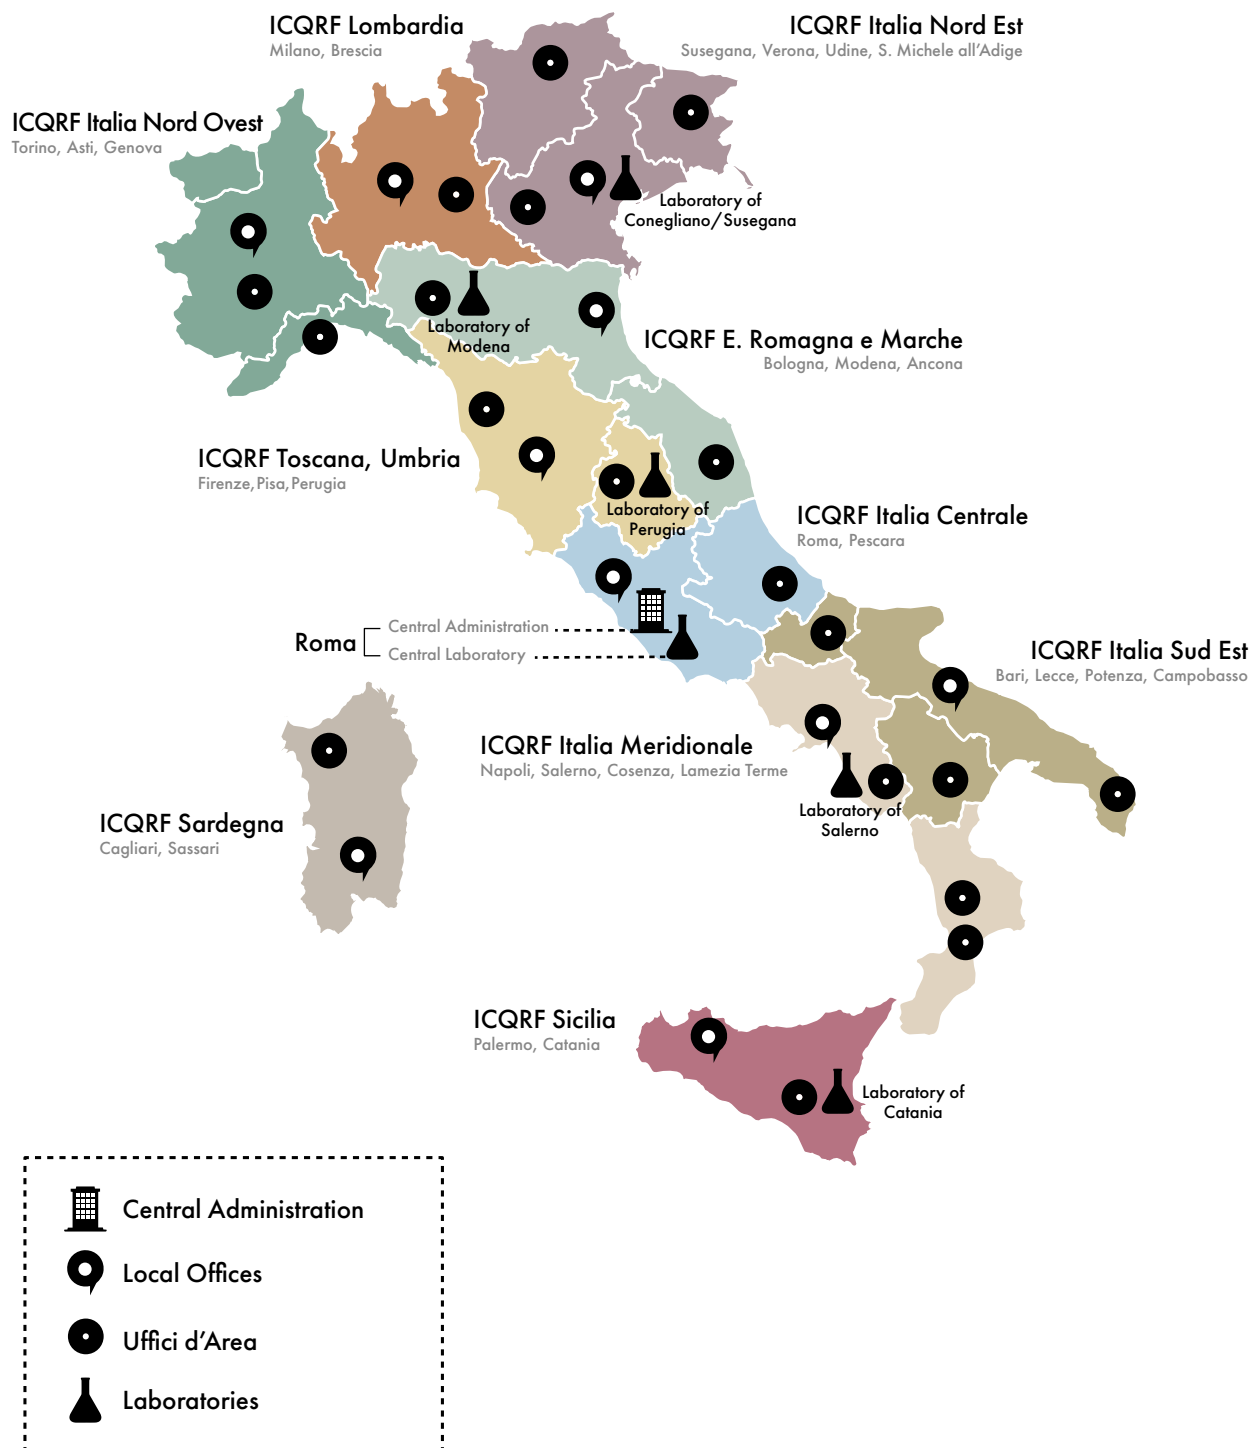 ICQRF Lombardia
Milano, Brescia
ICQRF Italia Nord Est
Susegana, Verona, Udine, S. Michele all'Adige
ICQRF Italia Nord Ovest
Torino, Asti, Genova
Laboratory of
Conegliano/Susegana
Laboratory of
Modena
ICQRF E. Romagna e Marche
Bologna, Modena, Ancona
ICQRF Toscana, Umbria
Firenze,Pisa,Perugia
Laboratory of
Perugia
ICQRF Italia Centrale
Roma, Pescara
Roma
Central Administration
Central Laboratory
ICQRF Italia Sud Est
Bari, Lecce, Potenza, Campobasso
ICQRF Italia Meridionale
Napoli, Salerno, Cosenza, Lamezia Terme
Laboratory of
Salerno
ICQRF Sardegna
Cagliari, Sassari
ICQRF Sicilia
Palermo, Catania
Laboratory of
Catania
Central Administration
Local Offices
Uffici d'Area
Laboratories